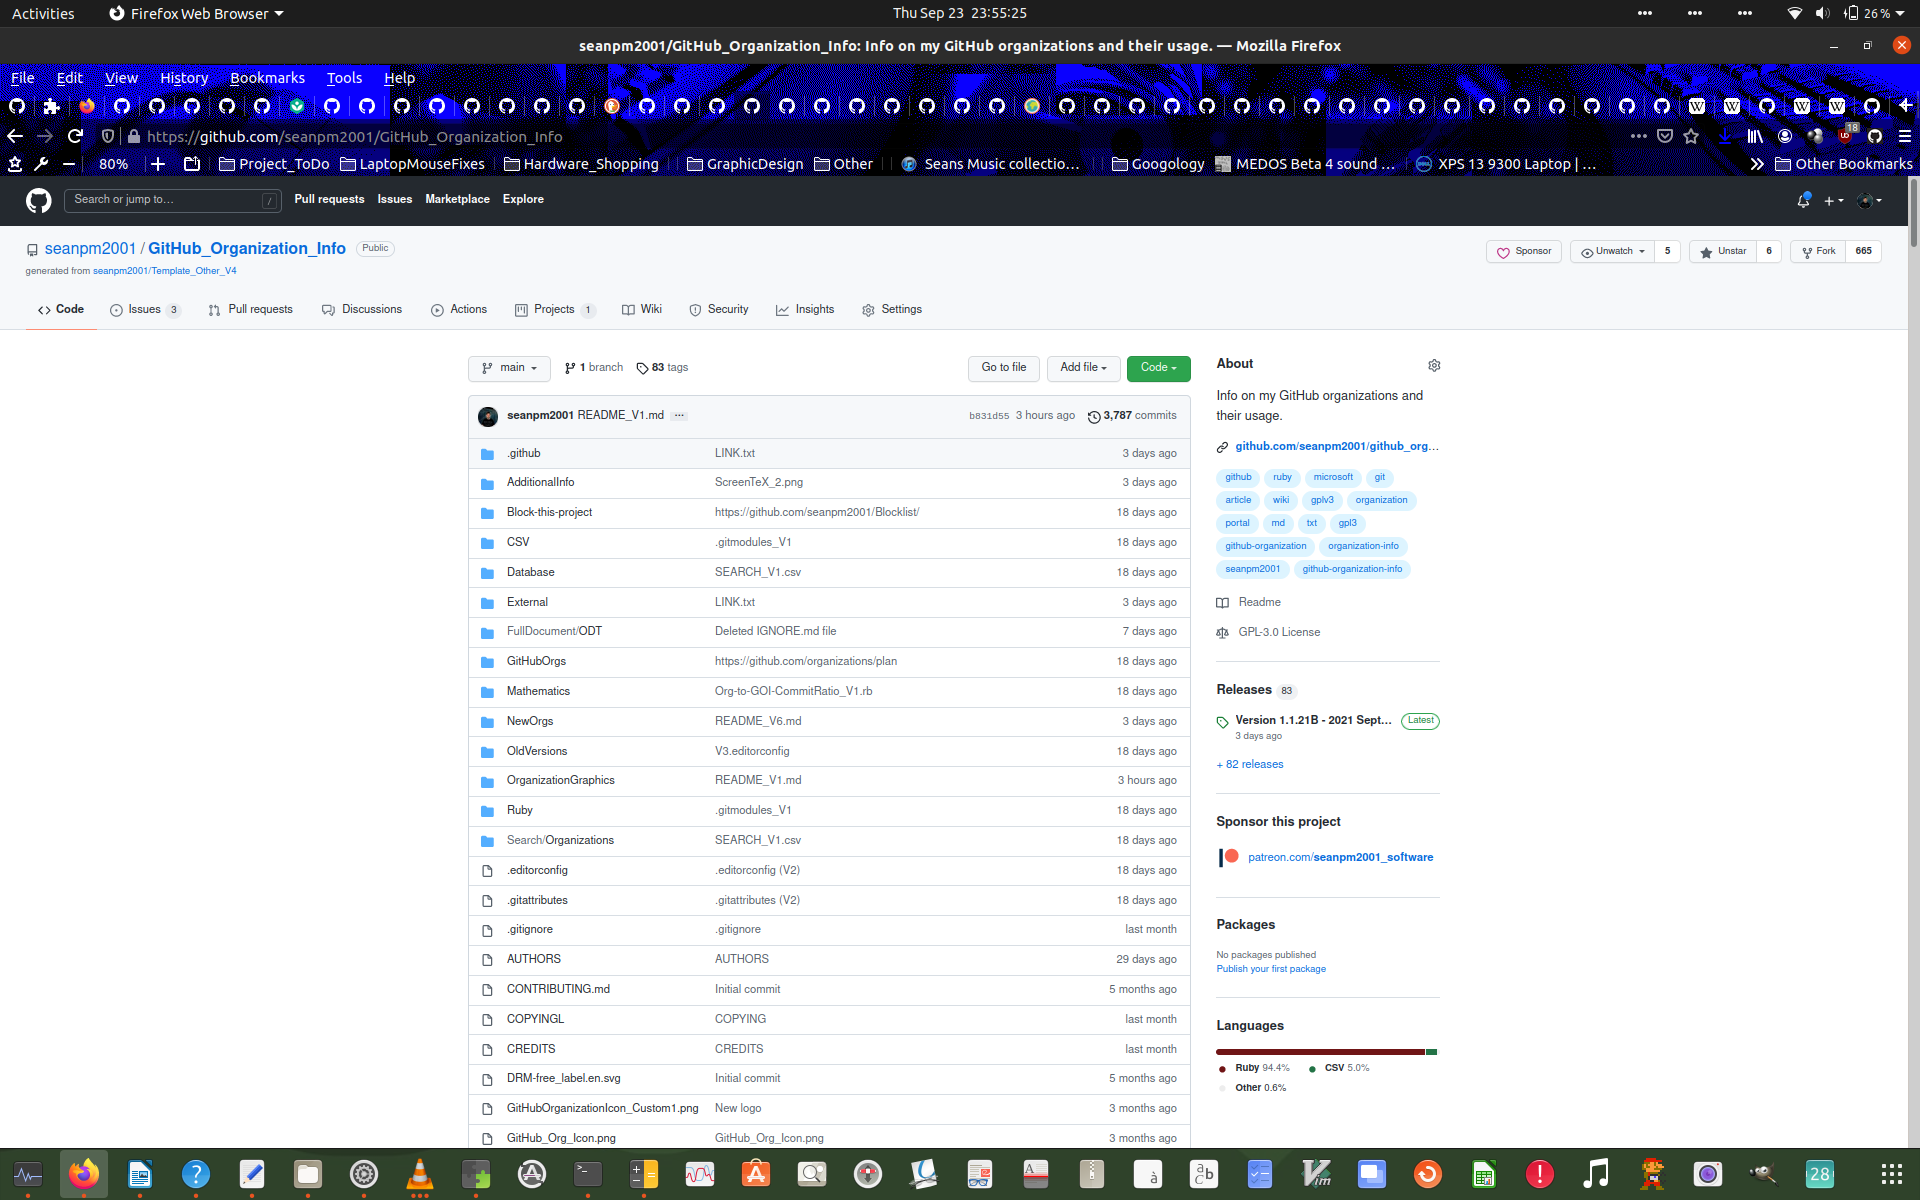 Activities Firefox Web Browser Thu Sep 23 23:55:25 26 %
seanpm2001/GitHub_Organization_Info: Info on my GitHub organizations and their usage. — Mozilla Firefox
File Edit View History Bookmarks Tools Help
https://github.com/seanpm2001/GitHub_Organization_Info 18
80% Project_ToDo LaptopMouseFixes Hardware_Shopping GraphicDesign Other Seans Music collectio… Googology MEDOS Beta 4 sound … XPS 13 9300 Laptop | … Other Bookmarks
Search or jump to… / Pull requests Issues Marketplace Explore
seanpm2001 / GitHub_Organization_Info Public
Sponsor Unwatch 5 Unstar 6 Fork 665
generated from seanpm2001/Template_Other_V4
Code Issues 3 Pull requests Discussions Actions Projects 1 Wiki Security Insights Settings
main 1 branch 83 tags Go to file Add file Code
seanpm2001 README_V1.md ... b831d55 3 hours ago 3,787 commits
.github LINK.txt 3 days ago
AdditionalInfo ScreenTeX_2.png 3 days ago
Block-this-project https://github.com/seanpm2001/Blocklist/ 18 days ago
CSV .gitmodules_V1 18 days ago
Database SEARCH_V1.csv 18 days ago
External LINK.txt 3 days ago
FullDocument/ODT Deleted IGNORE.md file 7 days ago
GitHubOrgs https://github.com/organizations/plan 18 days ago
Mathematics Org-to-GOI-CommitRatio_V1.rb 18 days ago
NewOrgs README_V6.md 3 days ago
OldVersions V3.editorconfig 18 days ago
OrganizationGraphics README_V1.md 3 hours ago
Ruby .gitmodules_V1 18 days ago
Search/Organizations SEARCH_V1.csv 18 days ago
.editorconfig .editorconfig (V2) 18 days ago
.gitattributes .gitattributes (V2) 18 days ago
.gitignore .gitignore last month
AUTHORS AUTHORS 29 days ago
CONTRIBUTING.md Initial commit 5 months ago
COPYINGL COPYING last month
CREDITS CREDITS last month
DRM-free_label.en.svg Initial commit 5 months ago
GitHubOrganizationIcon_Custom1.png New logo 3 months ago
GitHub_Org_Icon.png GitHub_Org_Icon.png 3 months ago
About
Info on my GitHub organizations and
their usage.
github.com/seanpm2001/github_org…
github ruby microsoft git
article wiki gplv3 organization
portal md txt gpl3
github-organization organization-info
seanpm2001 github-organization-info
Readme
GPL-3.0 License
Releases 83
Version 1.1.21B - 2021 Sept… Latest
3 days ago
+ 82 releases
Sponsor this project
patreon.com/seanpm2001_software
Packages
No packages published
Publish your first package
Languages
Ruby 94.4% CSV 5.0%
Other 0.6%
28